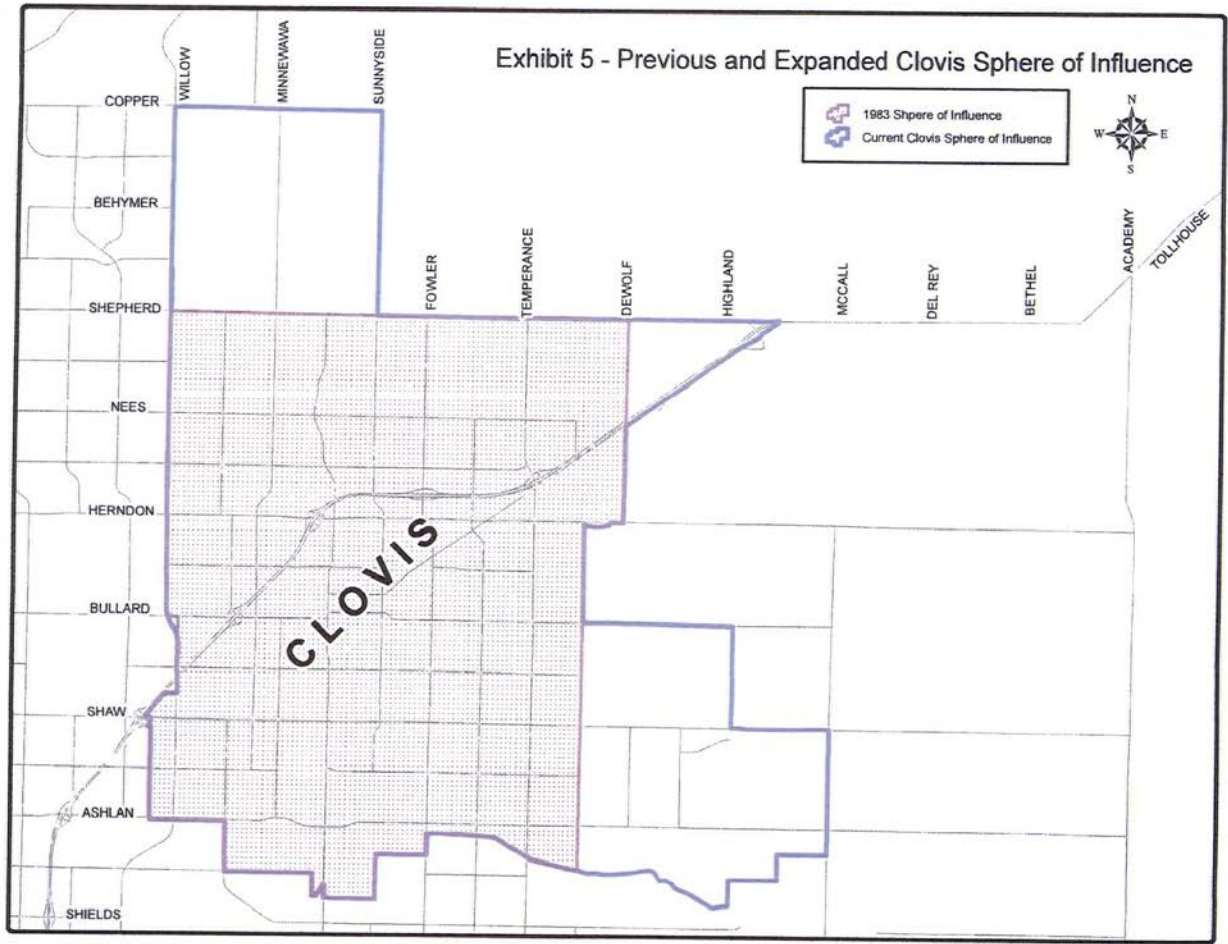 Exhibit 5 - Previous and Expanded Clovis Sphere of Influence
1983 Shpere of Influence
Current Clovis Sphere of Influence
N
W
E
S
WILLOW
MINNEWAWA
SUNNYSIDE
COPPER
BEHYMER
SHEPHERD
FOWLER
TEMPERANCE
DEWOLF
HIGHLAND
MCCALL
DEL REY
BETHEL
ACADEMY
TOLLHOUSE
NEES
HERNDON
CLOVIS
BULLARD
SHAW
ASHLAN
SHIELDS